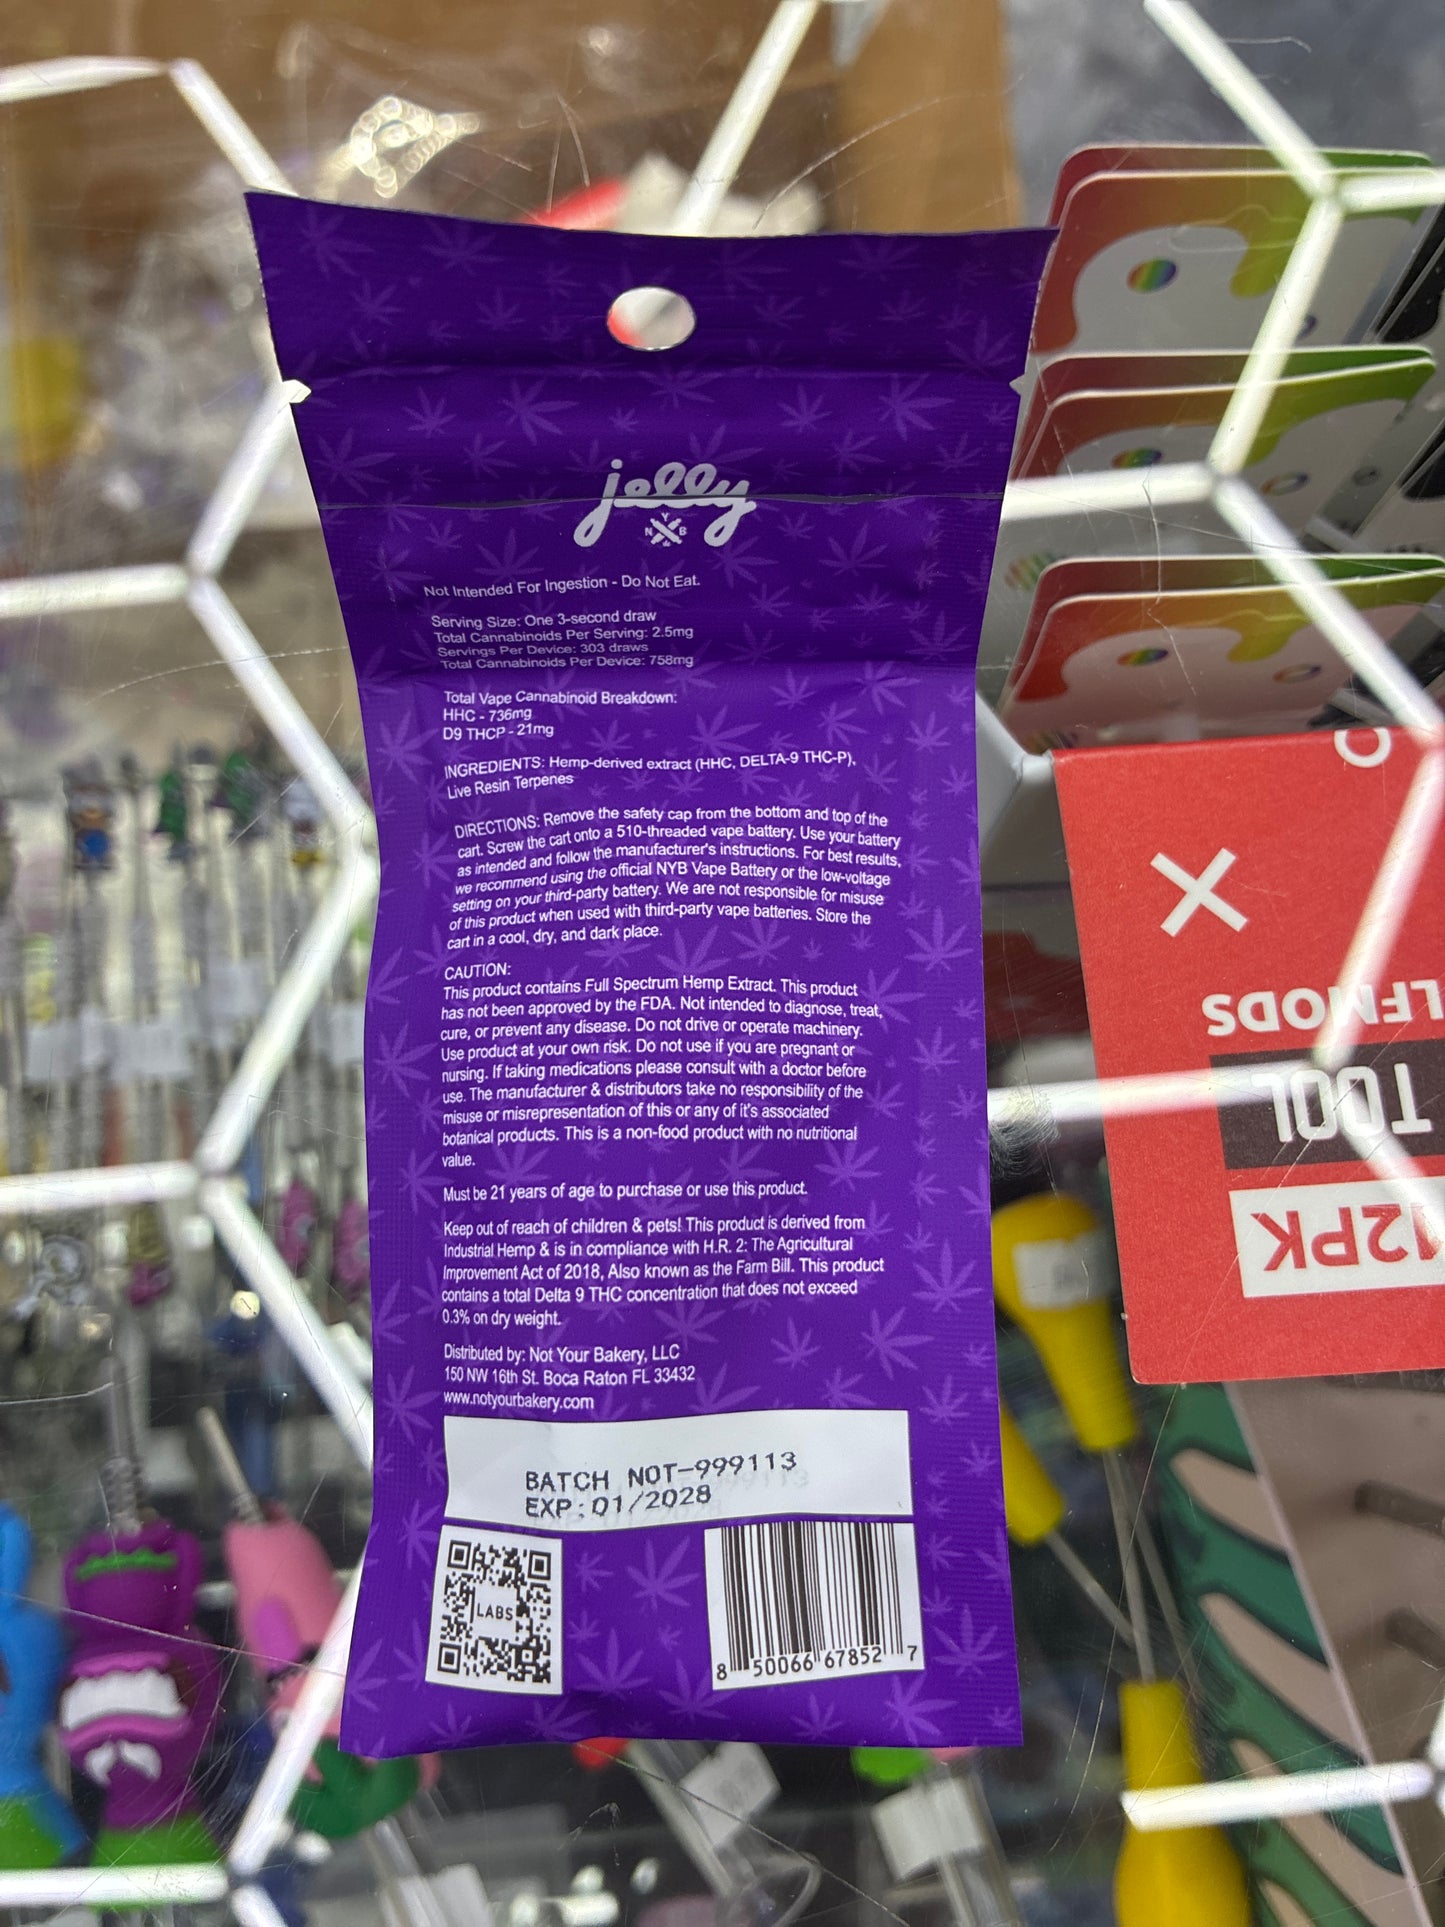 jelly
Y
N B
Not Intended For Ingestion - Do Not Eat.
Serving Size: One 3-second draw
Total Cannabinoids Per Serving: 2.5mg
Servings Per Device: 303 draws
Total Cannabinoids Per Device: 758mg
Total Vape Cannabinoid Breakdown:
HHC - 736mg
D9 THCP - 21mg
INGREDIENTS: Hemp-derived extract (HHC, DELTA-9 THC-P),
Live Resin Terpenes
DIRECTIONS: Remove the safety cap from the bottom and top of the
cart. Screw the cart onto a 510-threaded vape battery. Use your battery
as intended and follow the manufacturer's instructions. For best results,
we recommend using the official NYB Vape Battery or the low-voltage
setting on your third-party battery. We are not responsible for misuse
of this product when used with third-party vape batteries. Store the
cart in a cool, dry, and dark place.
CAUTION:
This product contains Full Spectrum Hemp Extract. This product
has not been approved by the FDA. Not intended to diagnose, treat,
cure, or prevent any disease. Do not drive or operate machinery.
Use product at your own risk. Do not use if you are pregnant or
nursing. If taking medications please consult with a doctor before
use. The manufacturer & distributors take no responsibility of the
misuse or misrepresentation of this or any of it's associated
botanical products. This is a non-food product with no nutritional
value.
Must be 21 years of age to purchase or use this product.
Keep out of reach of children & pets! This product is derived from
Industrial Hemp & is in compliance with H.R. 2: The Agricultural
Improvement Act of 2018, Also known as the Farm Bill. This product
contains a total Delta 9 THC concentration that does not exceed
0.3% on dry weight.
Distributed by: Not Your Bakery, LLC
150 NW 16th St. Boca Raton FL 33432
www.notyourbakery.com
BATCH NOT-999113
EXP:01/2028
LABS
8 50066 67852 7
LFMODS
TOOL
12PK